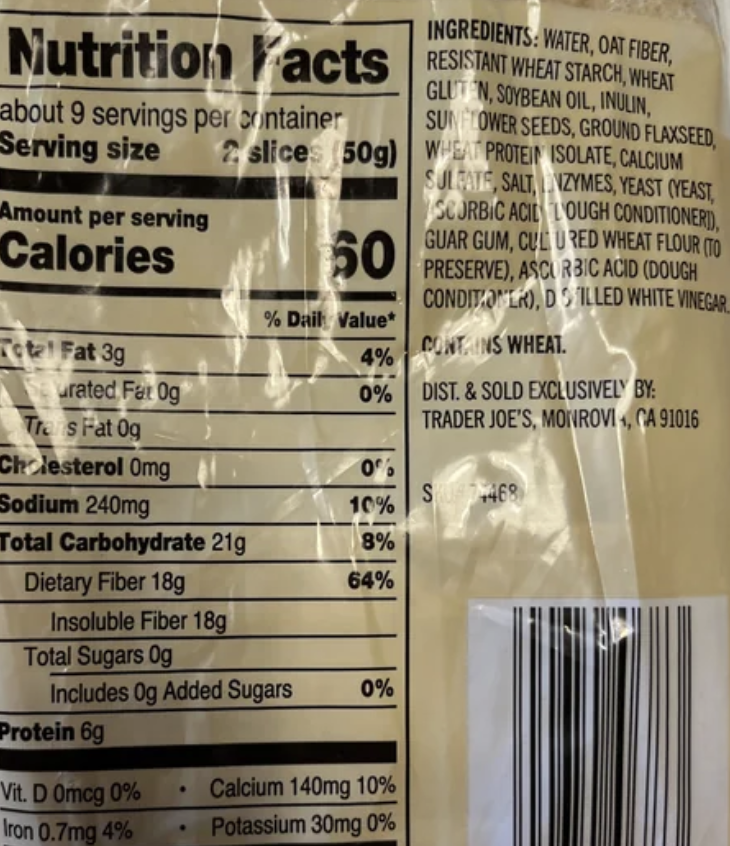 Nutrition Facts
about 9 servings per container
Serving size 2 slices (50g)
Amount per serving
Calories 60
% Daily Value*
Total Fat 3g 4%
Saturated Fat 0g 0%
Trans Fat 0g
Cholesterol 0mg 0%
Sodium 240mg 10%
Total Carbohydrate 21g 8%
Dietary Fiber 18g 64%
Insoluble Fiber 18g
Total Sugars 0g
Includes 0g Added Sugars 0%
Protein 6g
Vit. D 0mcg 0% • Calcium 140mg 10%
Iron 0.7mg 4% • Potassium 30mg 0%
INGREDIENTS: WATER, OAT FIBER,
RESISTANT WHEAT STARCH, WHEAT
GLUTEN, SOYBEAN OIL, INULIN,
SUNFLOWER SEEDS, GROUND FLAXSEED,
WHEAT PROTEIN ISOLATE, CALCIUM
SULFATE, SALT, ENZYMES, YEAST (YEAST,
ASCORBIC ACID [DOUGH CONDITIONER]),
GUAR GUM, CULTURED WHEAT FLOUR (TO
PRESERVE), ASCORBIC ACID (DOUGH
CONDITIONER), DISTILLED WHITE VINEGAR.
CONTAINS WHEAT.
DIST. & SOLD EXCLUSIVELY BY:
TRADER JOE'S, MONROVIA, CA 91016
SKU#